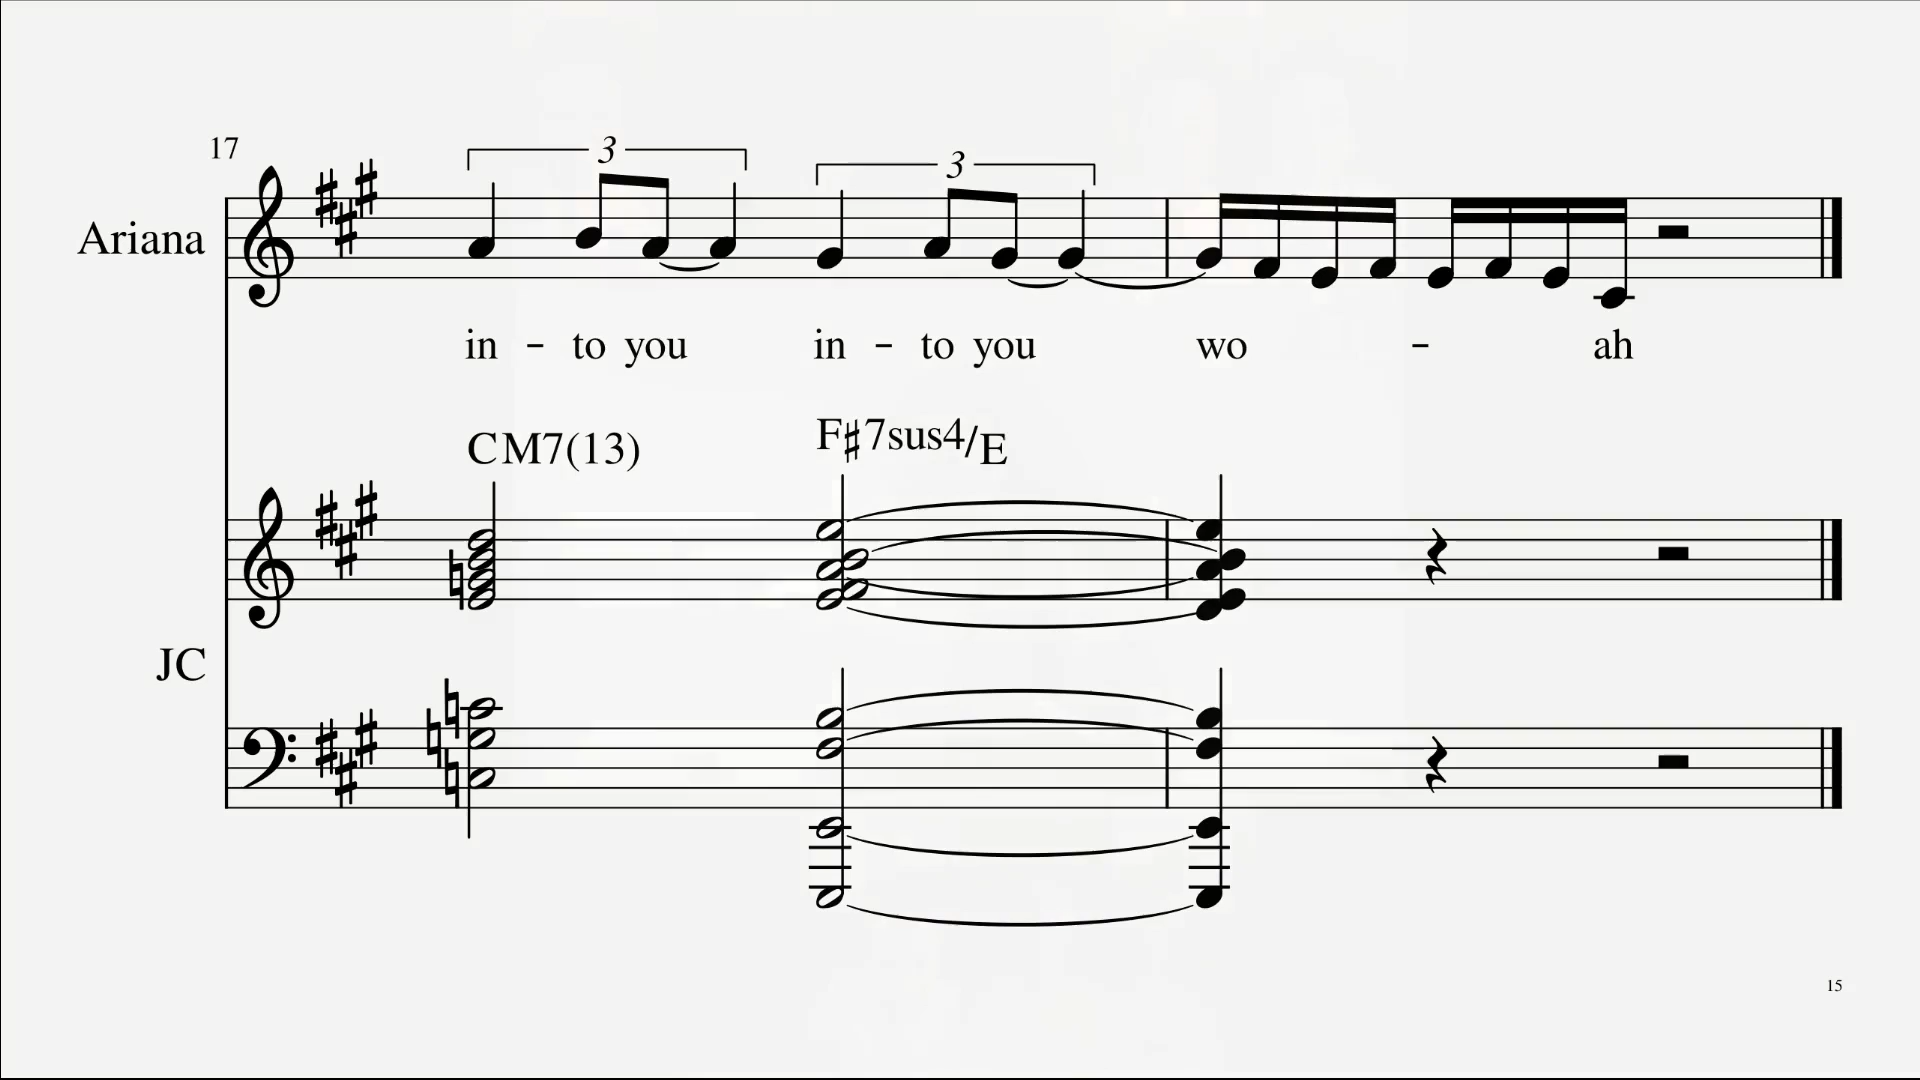 17
3 3
Ariana
in - to you in - to you wo - ah
CM7(13) F♯7sus4/E
JC
15